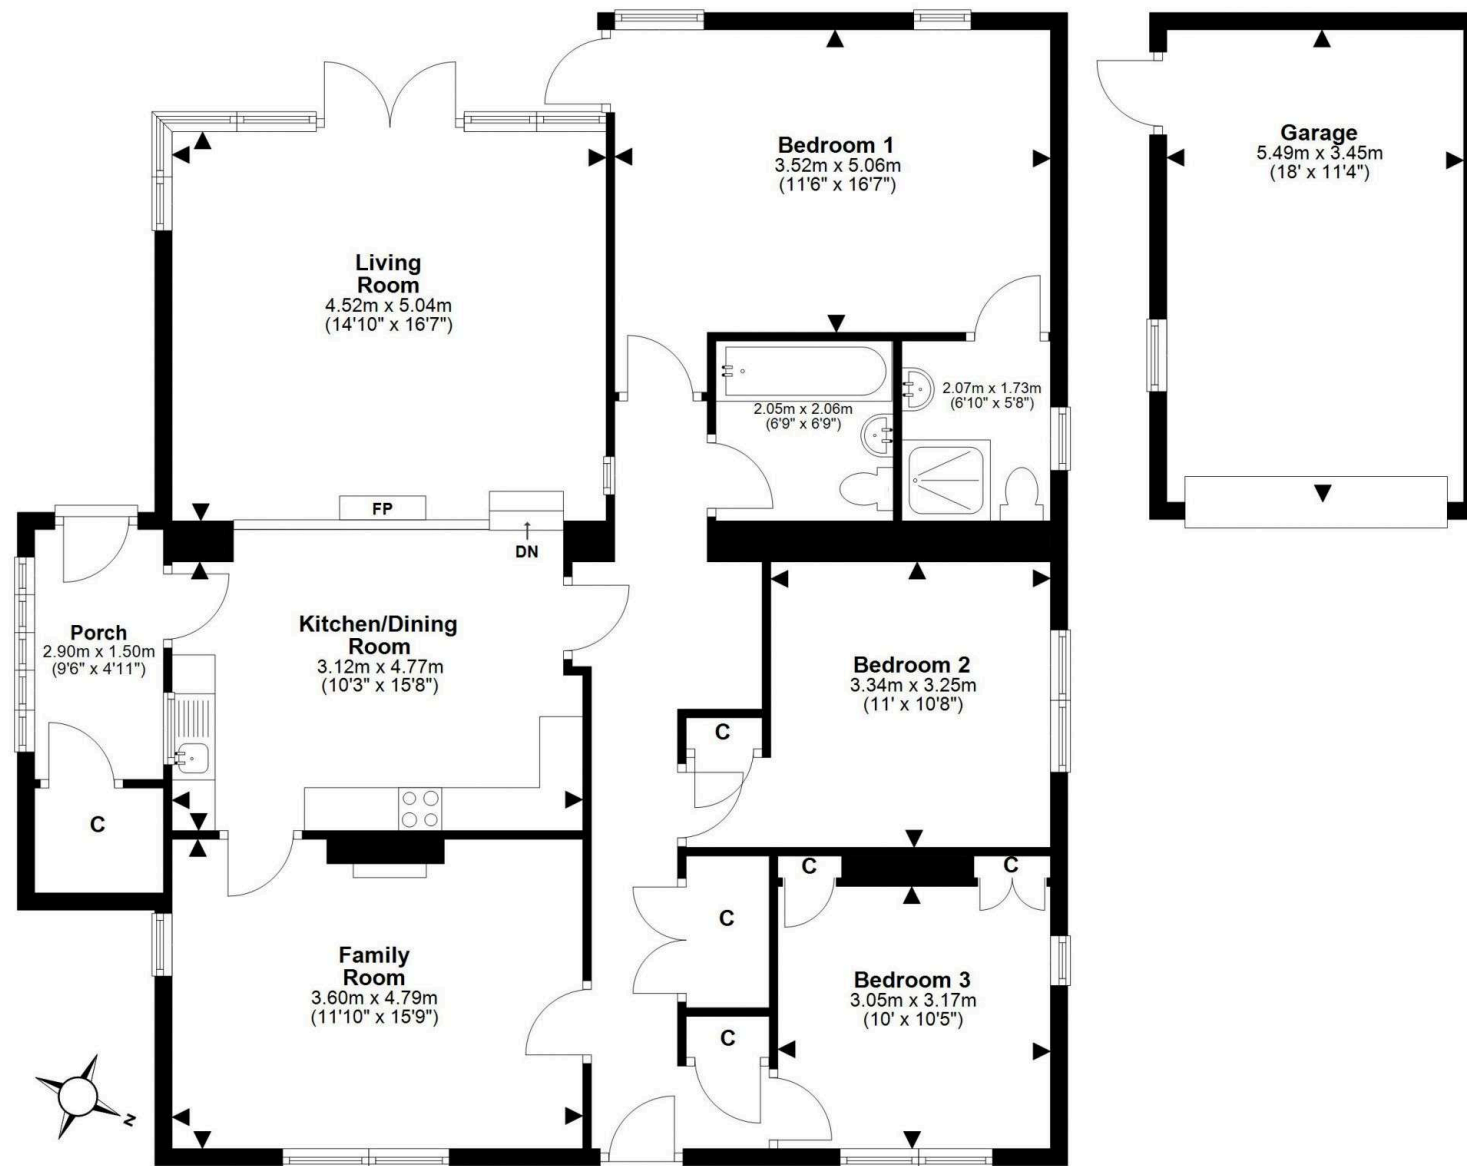 Bedroom 1
3.52m x 5.06m
(11'6" x 16'7")
Garage
5.49m x 3.45m
(18' x 11'4")
Living
Room
4.52m x 5.04m
(14'10" x 16'7")
2.05m x 2.06m
(6'9" x 6'9")
2.07m x 1.73m
(6'10" x 5'8")
FP
DN
Porch
2.90m x 1.50m
(9'6" x 4'11")
Kitchen/Dining
Room
3.12m x 4.77m
(10'3" x 15'8")
Bedroom 2
3.34m x 3.25m
(11' x 10'8")
C
C
C
C
C
Family
Room
3.60m x 4.79m
(11'10" x 15'9")
Bedroom 3
3.05m x 3.17m
(10' x 10'5")
C
N